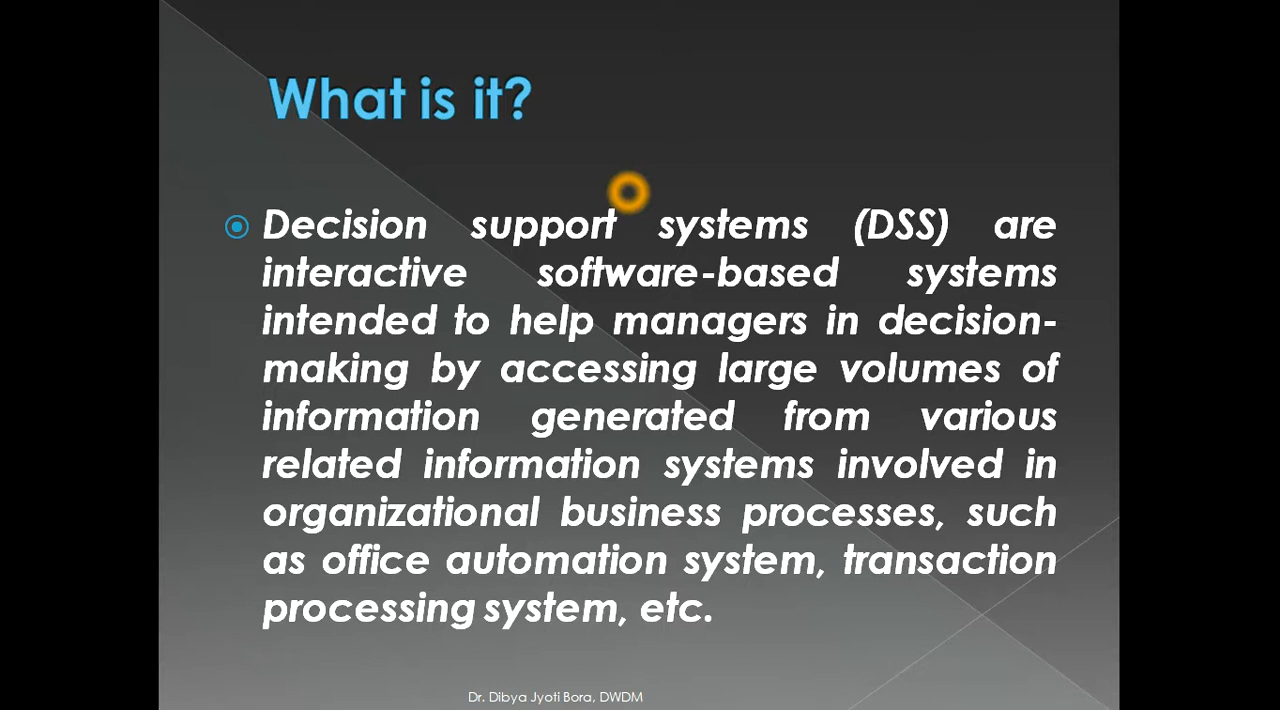 What is it?
Decision support systems (DSS) are
interactive software-based systems
intended to help managers in decision-
making by accessing large volumes of
information generated from various
related information systems involved in
organizational business processes, such
as office automation system, transaction
processing system, etc.
Dr. Dibya Jyoti Bora, DWDM